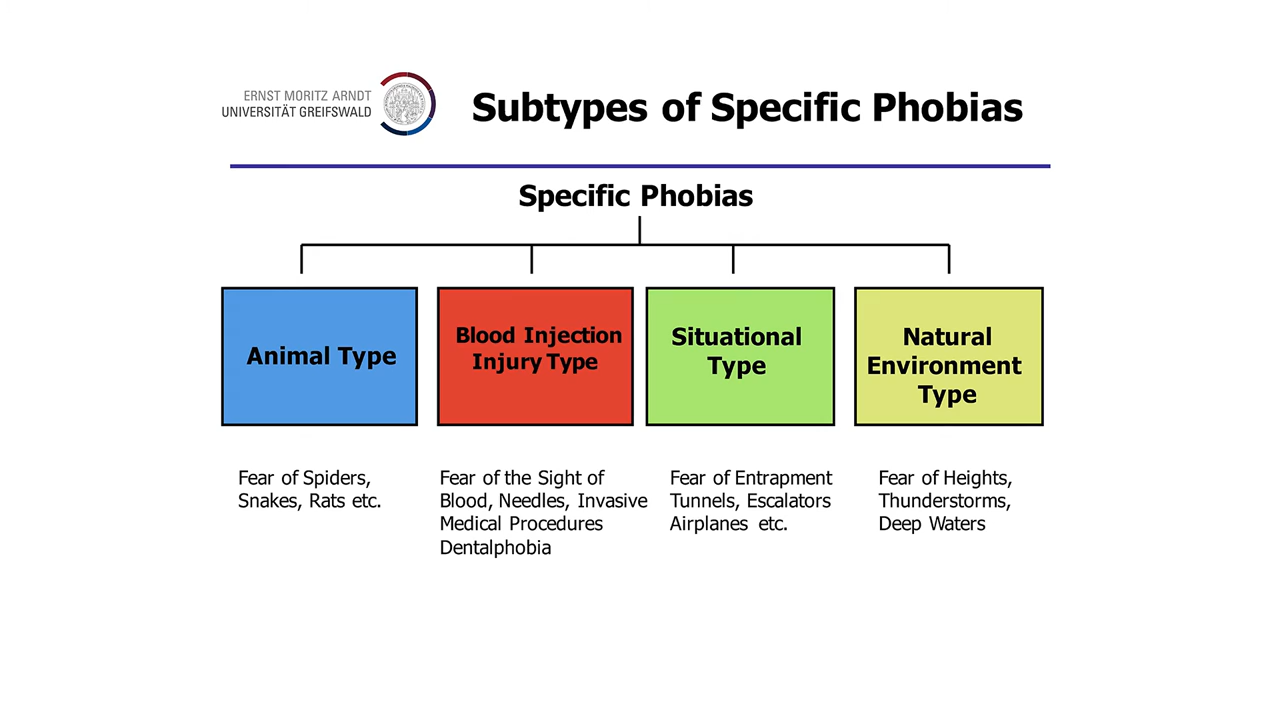 ERNST MORITZ ARNDT
UNIVERSITÄT GREIFSWALD
Subtypes of Specific Phobias
Specific Phobias
Animal Type
Blood Injection
Injury Type
Situational
Type
Natural
Environment
Type
Fear of Spiders,
Snakes, Rats etc.
Fear of the Sight of
Blood, Needles, Invasive
Medical Procedures
Dentalphobia
Fear of Entrapment
Tunnels, Escalators
Airplanes etc.
Fear of Heights,
Thunderstorms,
Deep Waters